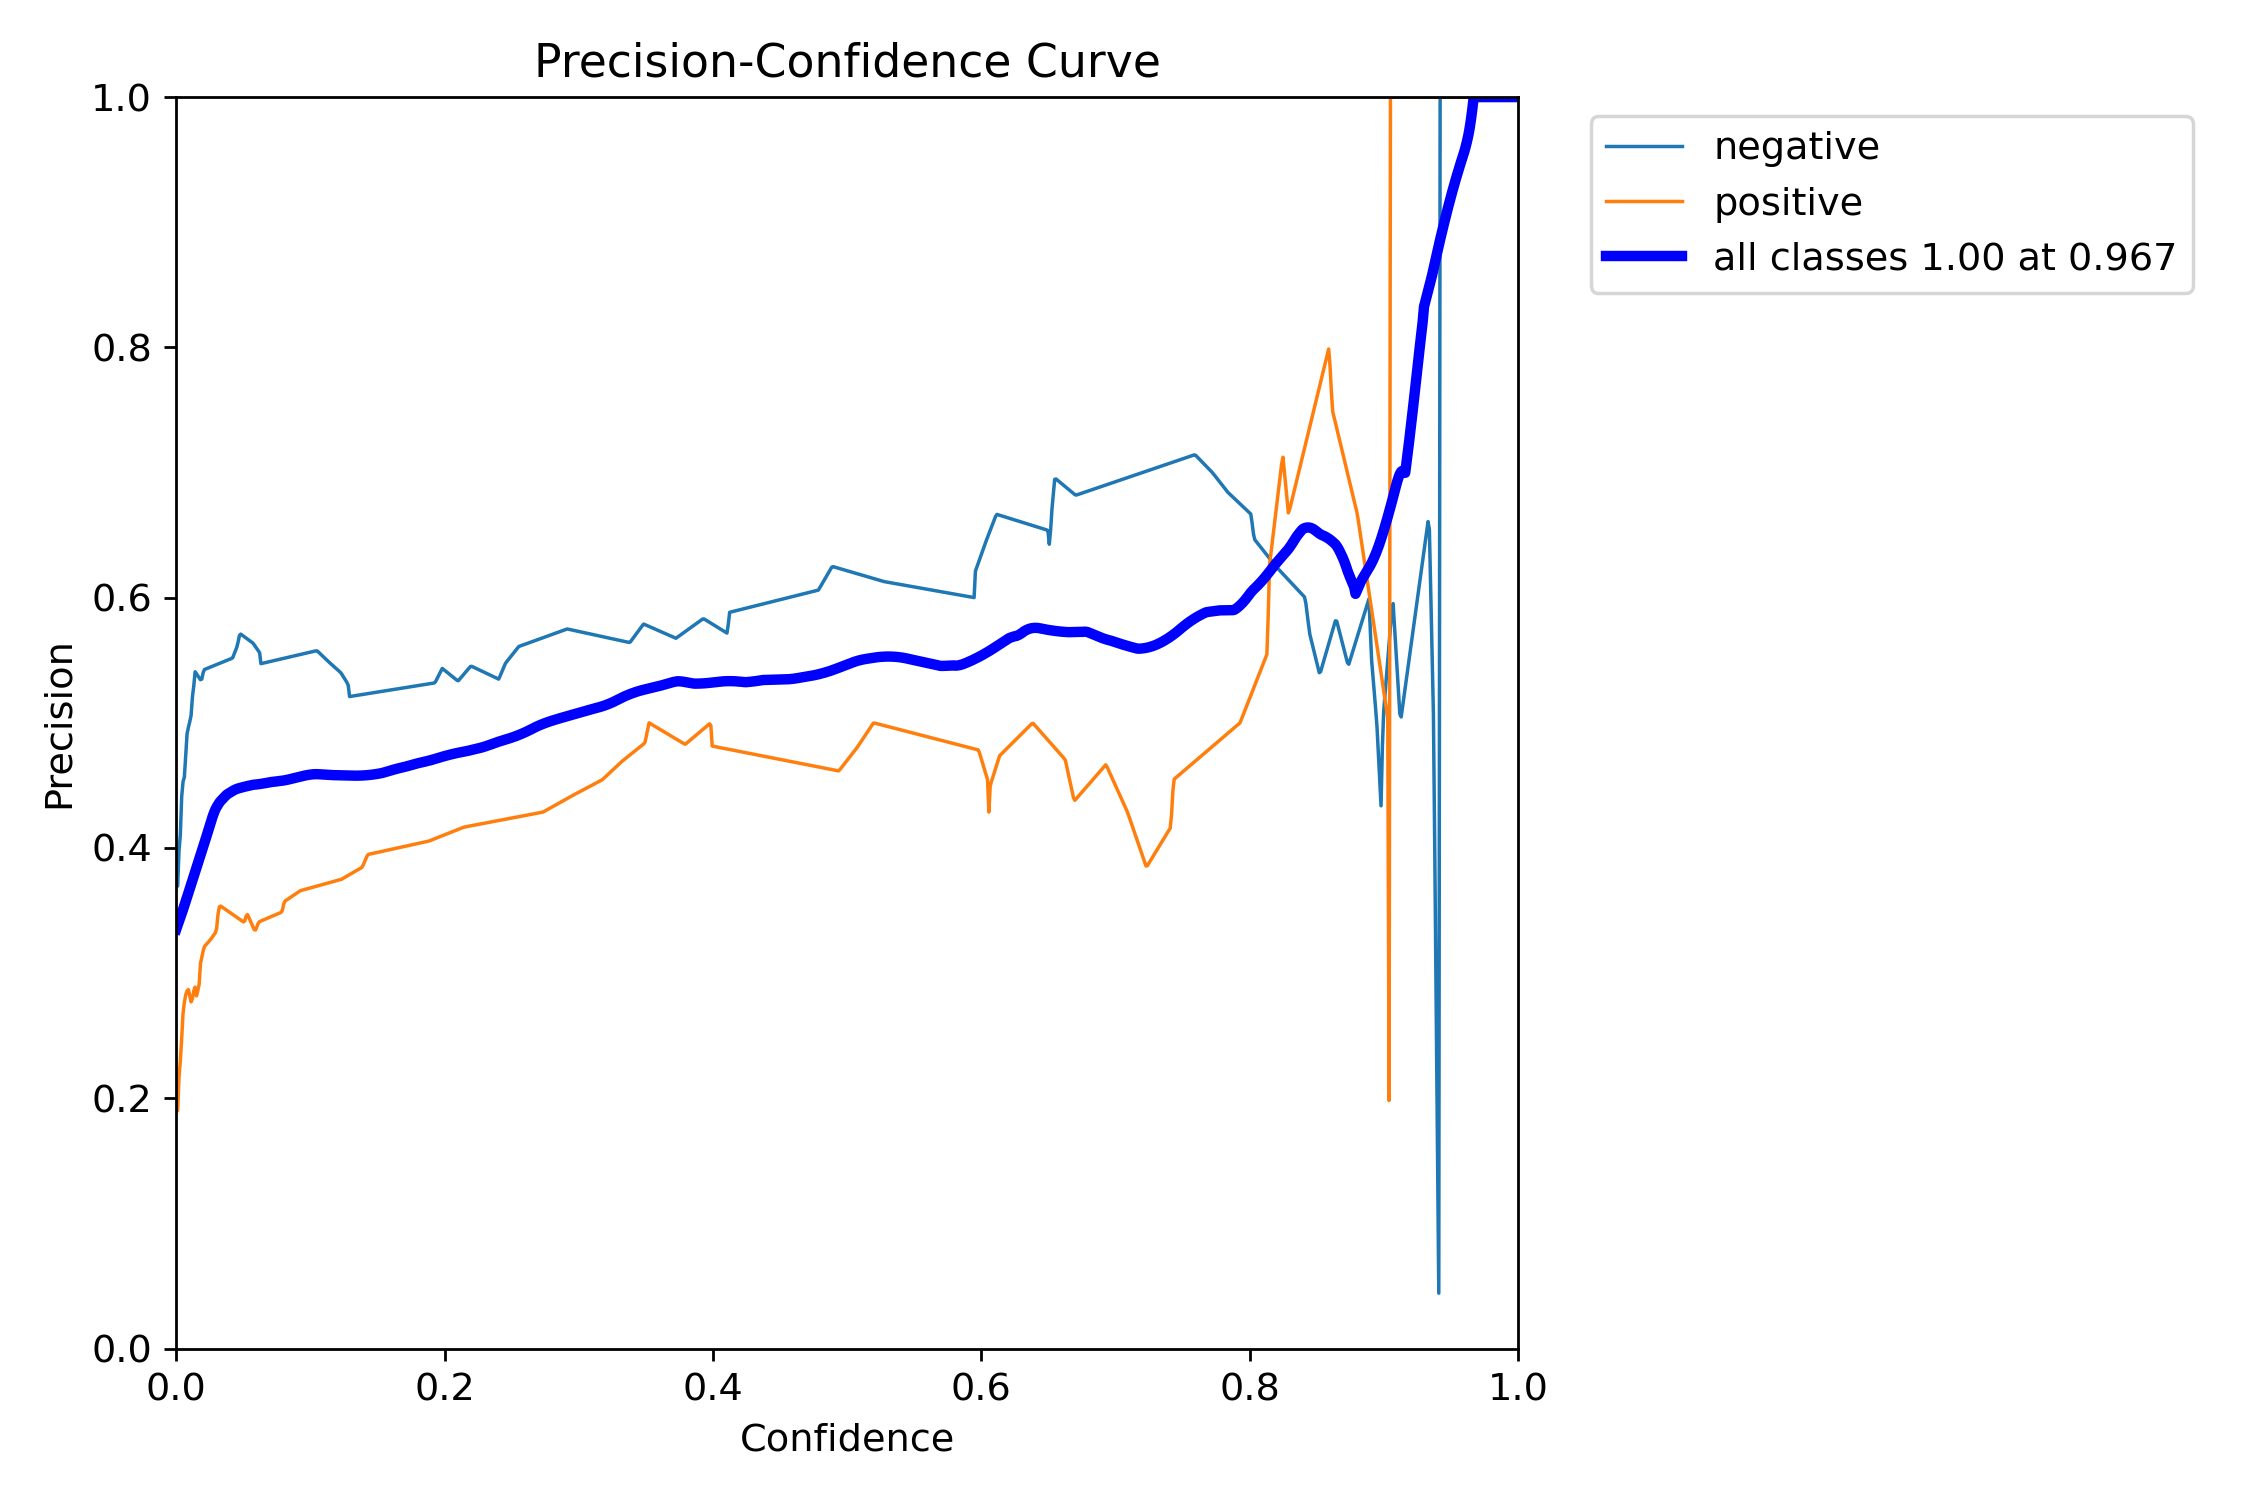 Precision-Confidence Curve
1.0
0.8
0.6
0.4
0.2
0.0
Precision
0.0 0.2 0.4 0.6 0.8 1.0
Confidence
negative
positive
all classes 1.00 at 0.967